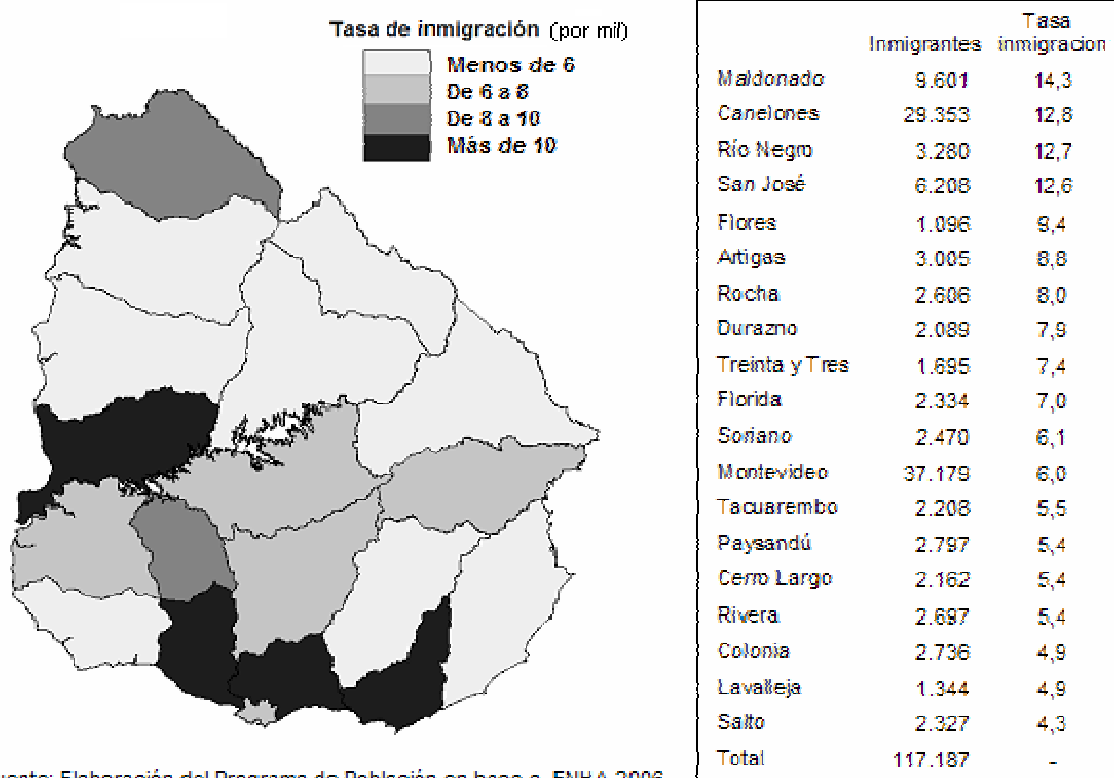 Tasa de inmigración (por mil)
Menos de 6
De 6 a 8
De 8 a 10
Más de 10
Tasa
Inmigrantes inmigracion
Maldonado 9.601 14,3
Canelones 29.353 12,8
Río Negro 3.280 12,7
San José 6.208 12,6
Flores 1.096 9,4
Artigas 3.005 8,8
Rocha 2.606 8,0
Durazno 2.089 7,9
Treinta y Tres 1.695 7,4
Florida 2.334 7,0
Soriano 2.470 6,1
Montevideo 37.179 6,0
Tacuarembo 2.208 5,5
Paysandú 2.797 5,4
Cerro Largo 2.162 5,4
Rivera 2.697 5,4
Colonia 2.736 4,9
Lavalleja 1.344 4,9
Salto 2.327 4,3
Total 117.187 -
Elaboración del Programa de Población en base a ENHA 2006